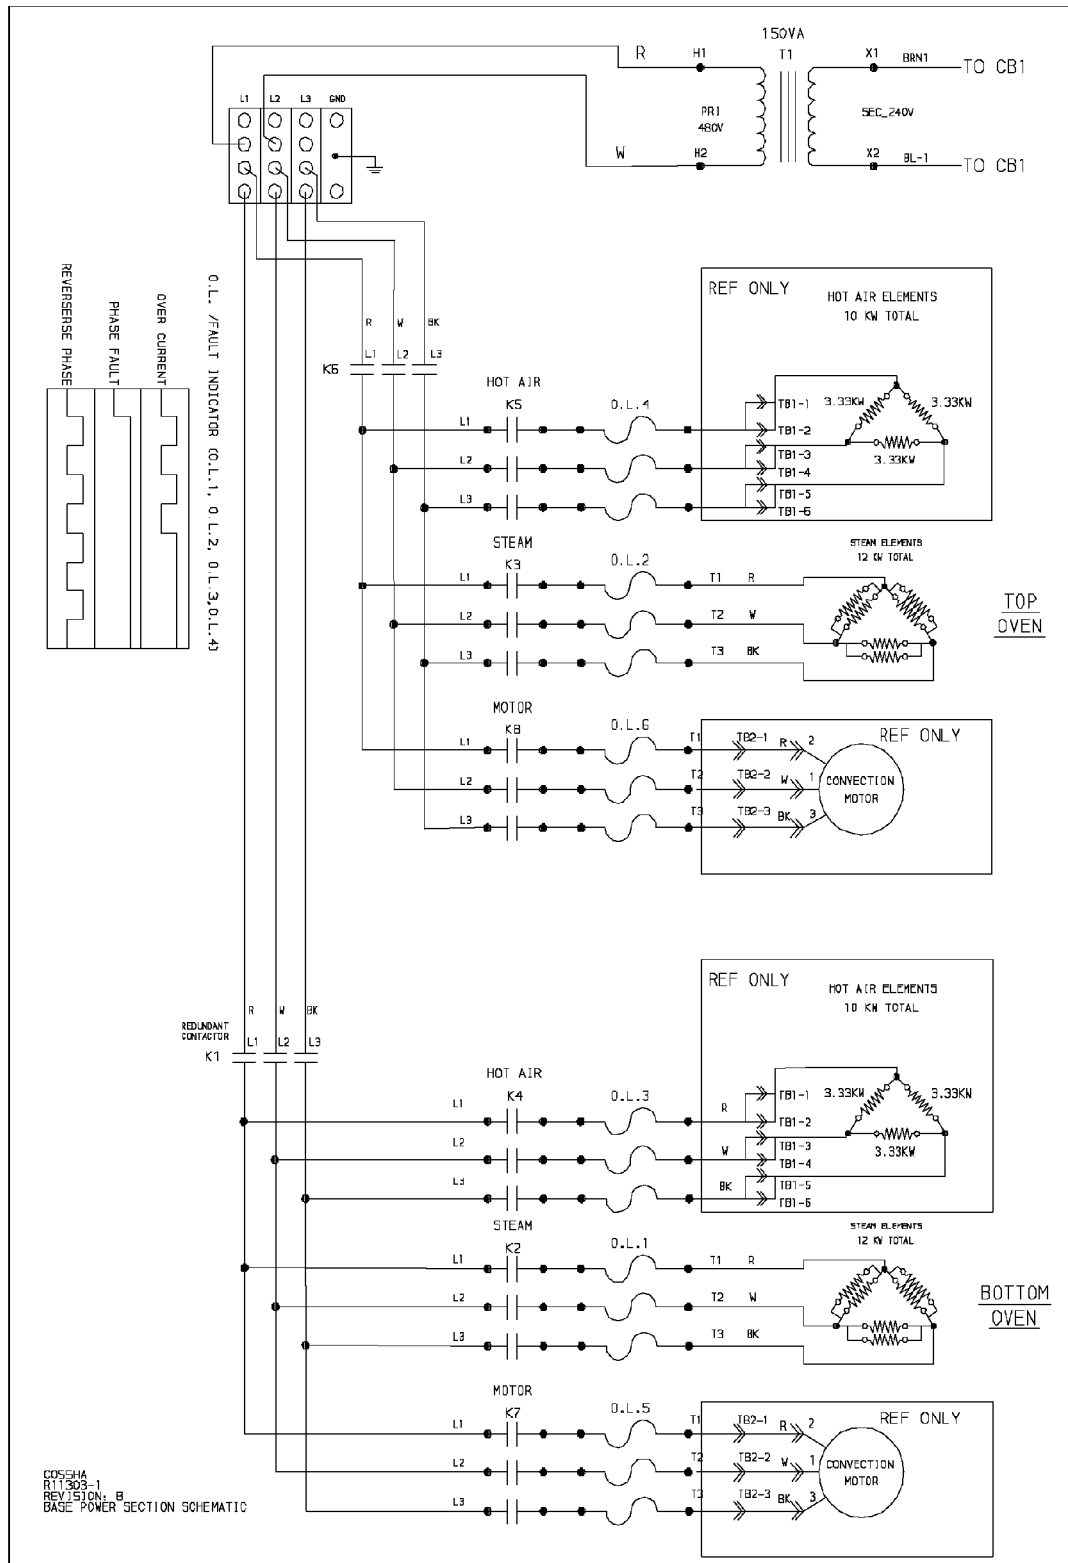 150VA
R H1 T1 X1 BRN1 TO CB1
L1 L2 L3 GND
PRI
480V
SEC_240V
W H2 X2 BL-1 TO CB1
REVERSERSE PHASE
PHASE FAULT
OVER CURRENT
O.L. /FAULT INDICATOR (O.L.1, O.L.2, O.L.3,O.L.4)
R W BK
K6 L1 L2 L3
REF ONLY
HOT AIR ELEMENTS
10 KW TOTAL
HOT AIR
K5 O.L.4
L1
L2
L3
TB1-1
TB1-2
TB1-3
TB1-4
TB1-5
TB1-6
3.33KW 3.33KW
3.33KW
STEAM
K3 O.L.2
STEAM ELEMENTS
12 KW TOTAL
L1 T1 R
L2 T2 W
L3 T3 BK
TOP
OVEN
MOTOR
K8 O.L.6
REF ONLY
L1 T1 TB2-1 R 2
L2 T2 TB2-2 W 1
L3 T3 TB2-3 BK 3
CONVECTION
MOTOR
R W BK
REDUNDANT
CONTACTOR
K1 L1 L2 L3
REF ONLY
HOT AIR ELEMENTS
10 KW TOTAL
HOT AIR
K4 O.L.3
L1 R
L2 W
L3 BK
TB1-1
TB1-2
TB1-3
TB1-4
TB1-5
TB1-6
3.33KW 3.33KW
3.33KW
STEAM
K2 O.L.1
STEAM ELEMENTS
12 KW TOTAL
L1 T1 R
L2 T2 W
L3 T3 BK
BOTTOM
OVEN
MOTOR
K7 O.L.5
REF ONLY
L1 T1 TB2-1 R 2
L2 T2 TB2-2 W 1
L3 T3 TB2-3 BK 3
CONVECTION
MOTOR
COSSHA
R11303-1
REVISION: B
BASE POWER SECTION SCHEMATIC